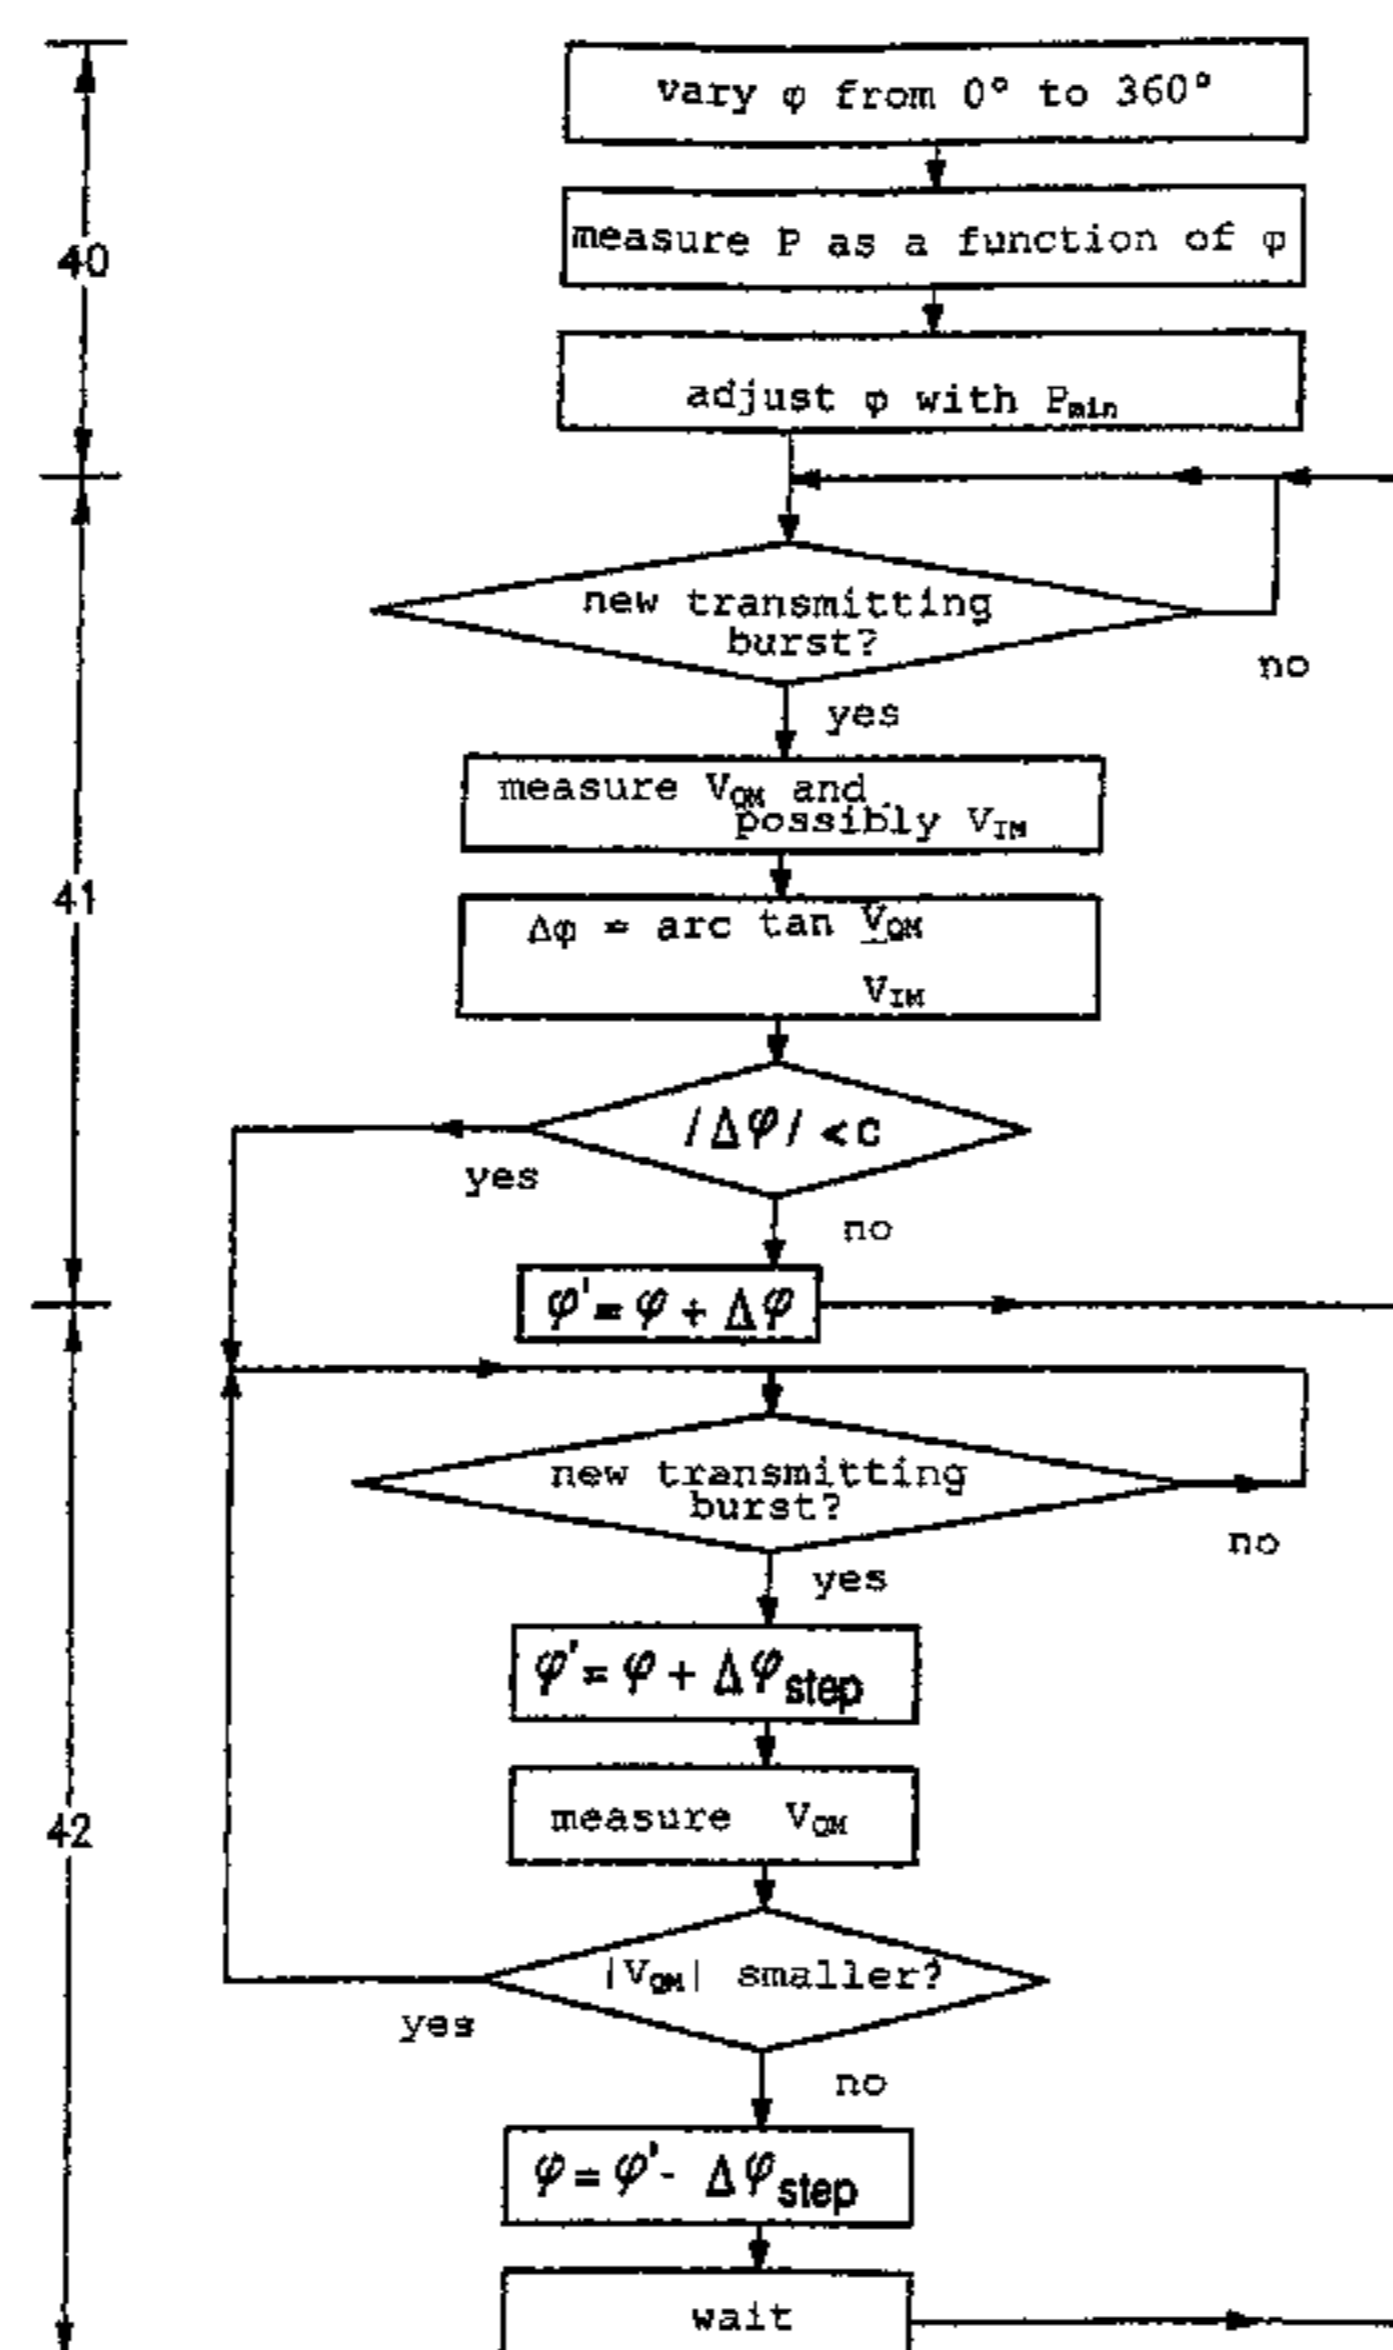 vary φ from 0° to 360°
measure P as a function of φ
40
adjust φ with Pmin
new transmitting
burst?
no
yes
measure VQM and
possibly VIM
41
Δφ = arc tan VQM
VIM
/Δφ/ <c
yes
no
φ'= φ + Δφ
new transmitting
burst?
no
yes
φ'= φ + Δφstep
measure VQM
42
|VQM| smaller?
yes
no
φ = φ'- Δφstep
wait